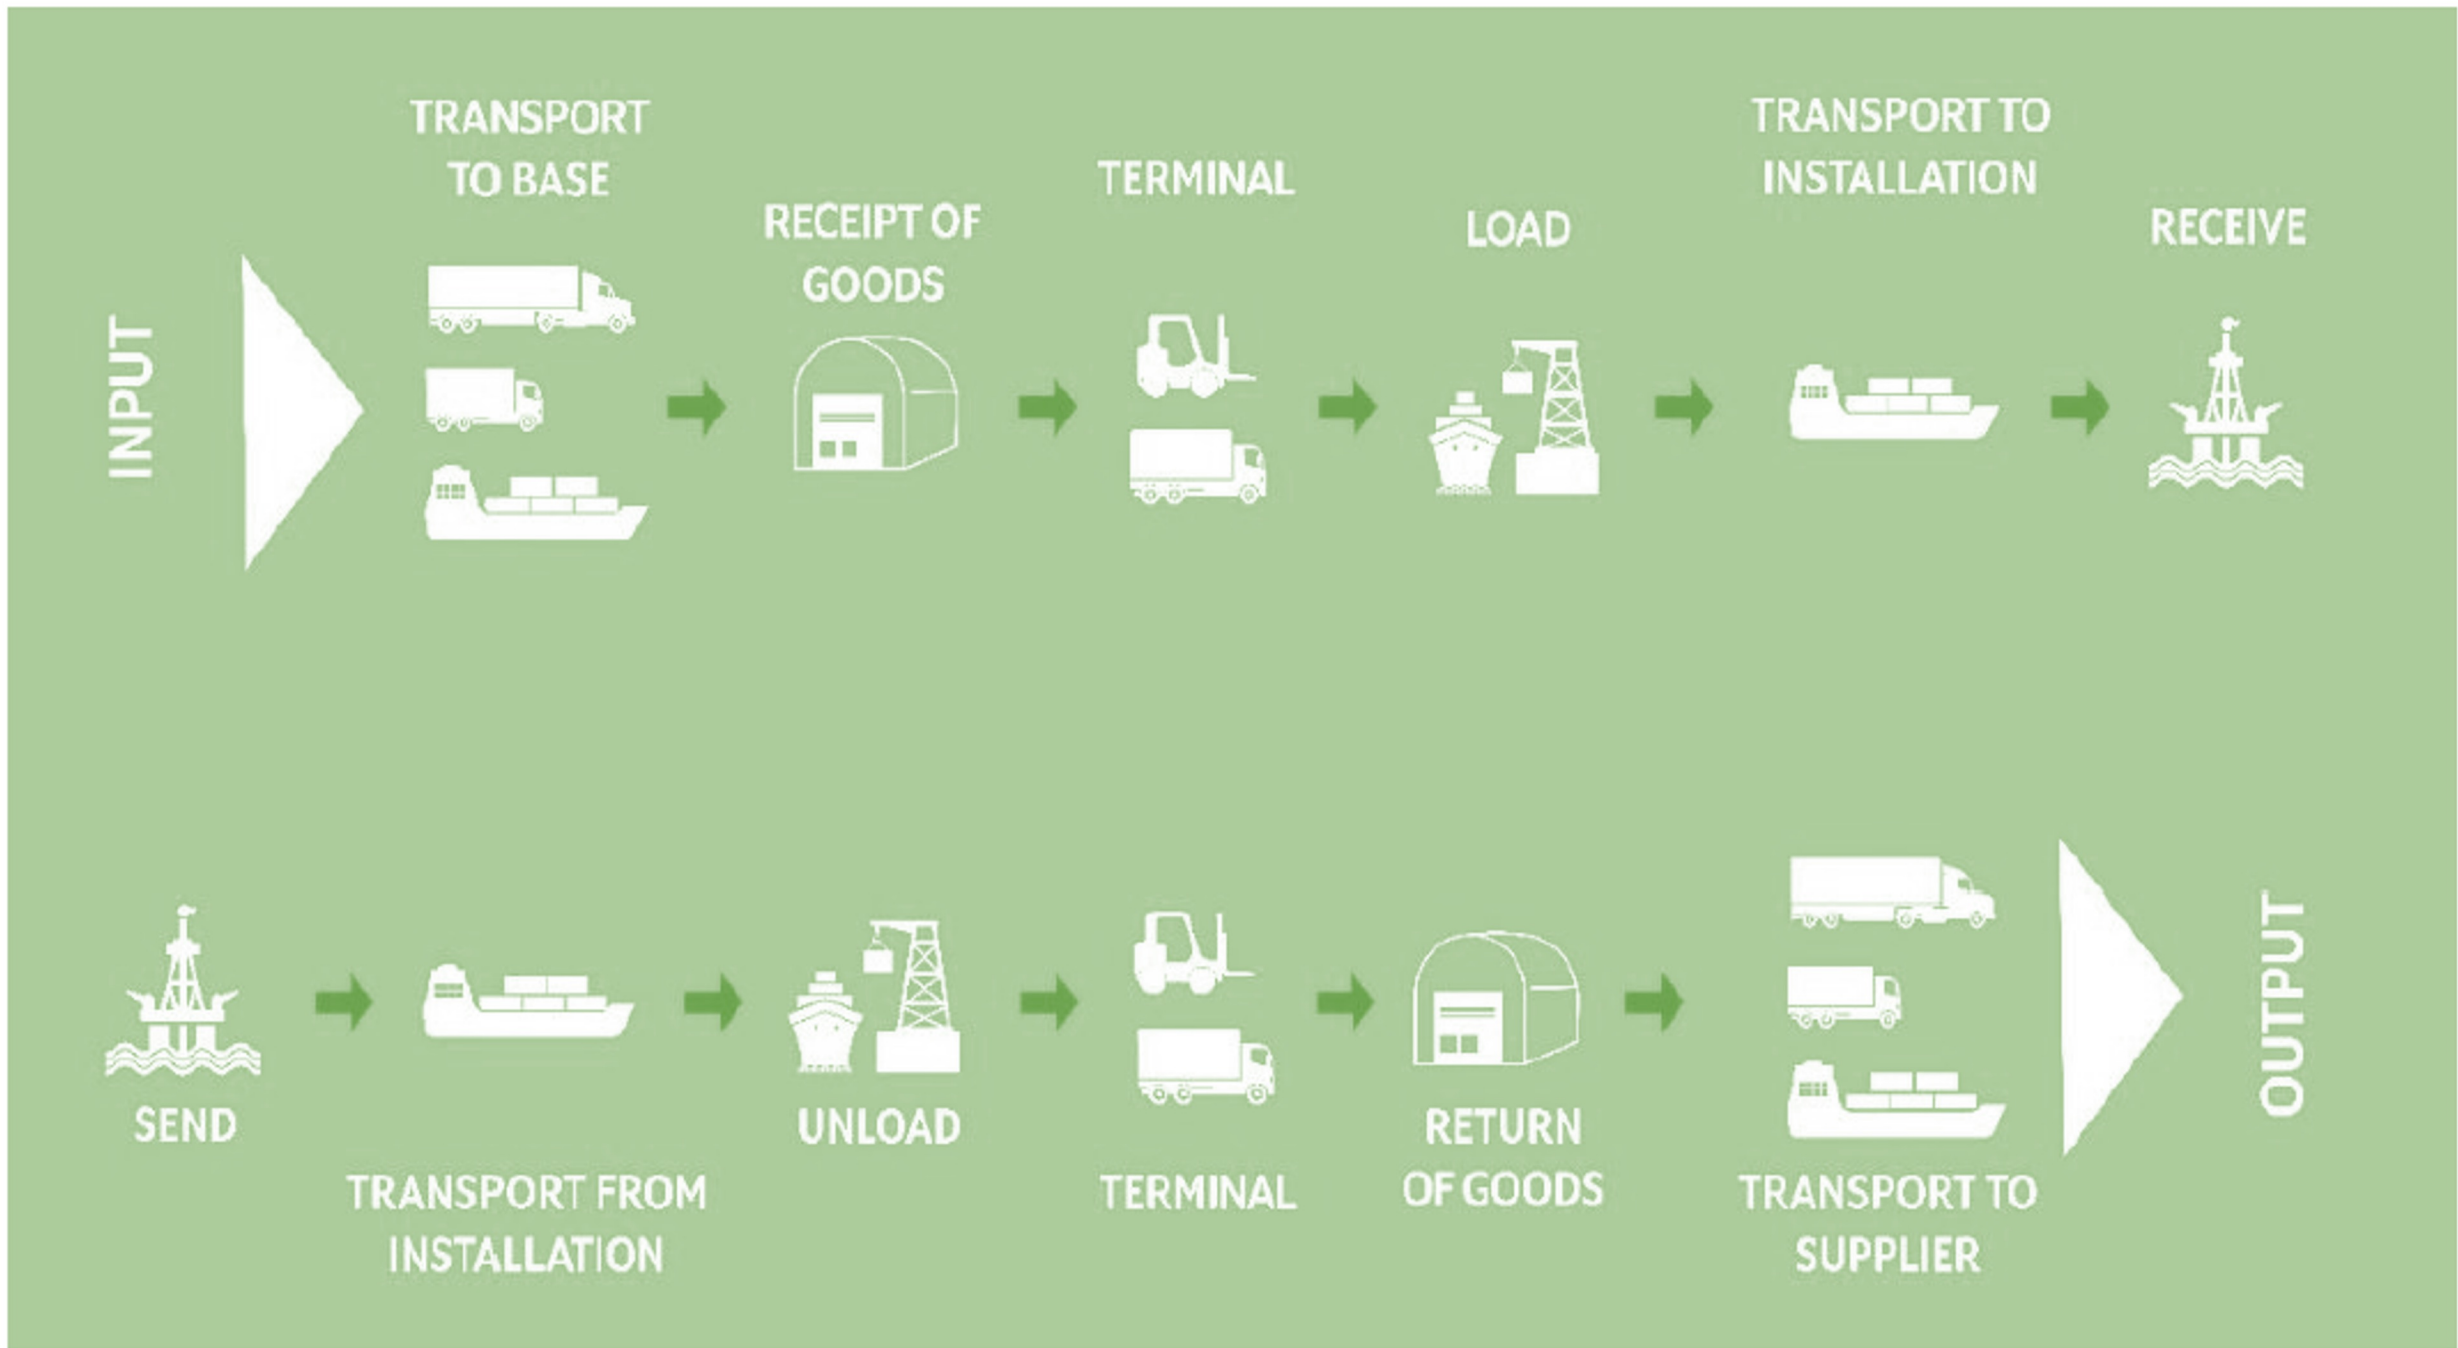 TRANSPORT
TO BASE
RECEIPT OF
GOODS
TERMINAL
LOAD
TRANSPORT TO
INSTALLATION
RECEIVE
INPUT
SEND
TRANSPORT FROM
INSTALLATION
UNLOAD
TERMINAL
RETURN
OF GOODS
TRANSPORT TO
SUPPLIER
OUTPUT